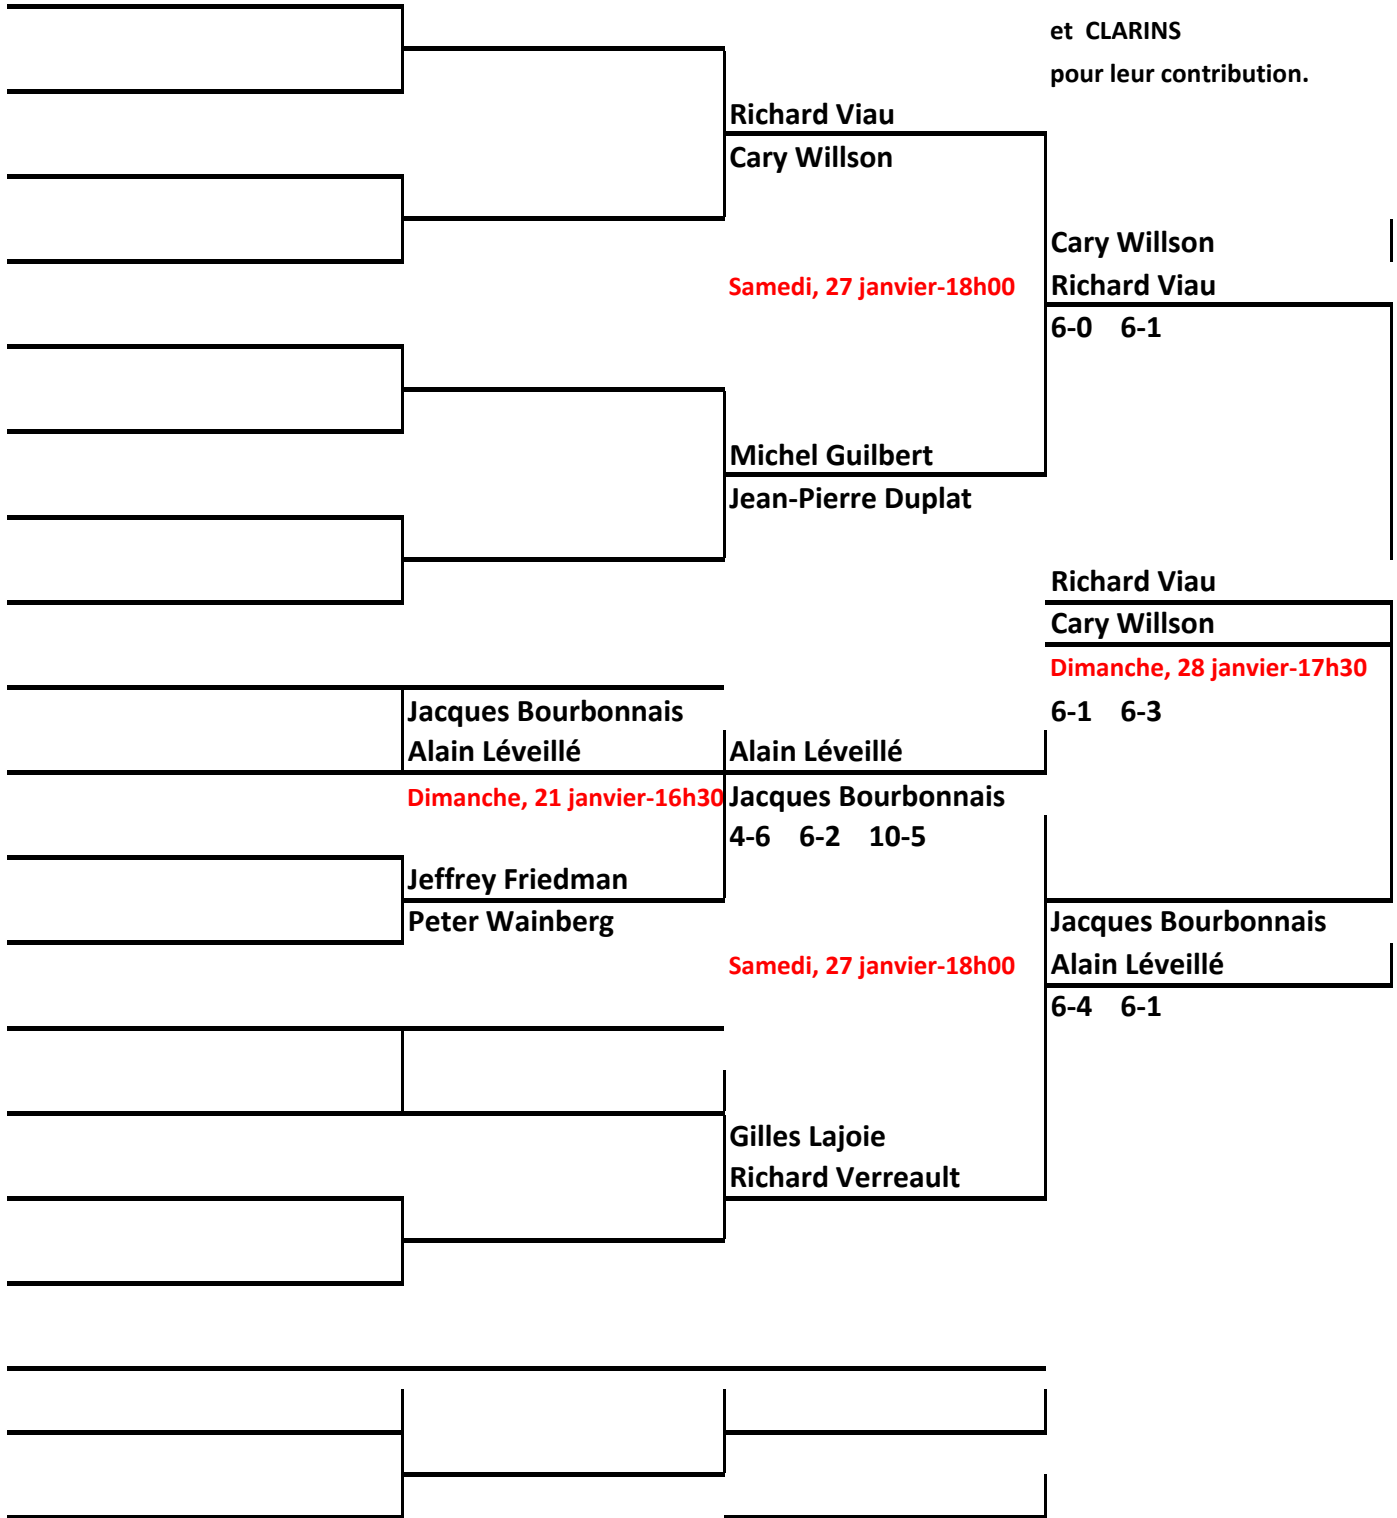 et CLARINS
pour leur contribution.
Richard Viau
Cary Willson
Cary Willson
Samedi, 27 janvier-18h00
Richard Viau
6-0 6-1
Michel Guilbert
Jean-Pierre Duplat
Richard Viau
Cary Willson
Dimanche, 28 janvier-17h30
Jacques Bourbonnais
6-1 6-3
Alain Léveillé
Alain Léveillé
Dimanche, 21 janvier-16h30
Jacques Bourbonnais
4-6 6-2 10-5
Jeffrey Friedman
Peter Wainberg
Jacques Bourbonnais
Samedi, 27 janvier-18h00
Alain Léveillé
6-4 6-1
Gilles Lajoie
Richard Verreault